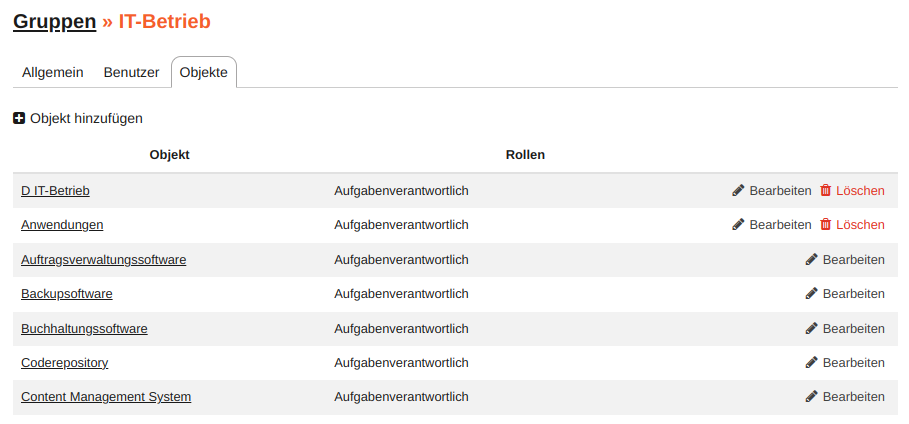 Gruppen » IT-Betrieb
Allgemein Benutzer Objekte
Objekt hinzufügen
Objekt Rollen
D IT-Betrieb Aufgabenverantwortlich Bearbeiten Löschen
Anwendungen Aufgabenverantwortlich Bearbeiten Löschen
Auftragsverwaltungssoftware Aufgabenverantwortlich Bearbeiten
Backupsoftware Aufgabenverantwortlich Bearbeiten
Buchhaltungssoftware Aufgabenverantwortlich Bearbeiten
Coderepository Aufgabenverantwortlich Bearbeiten
Content Management System Aufgabenverantwortlich Bearbeiten